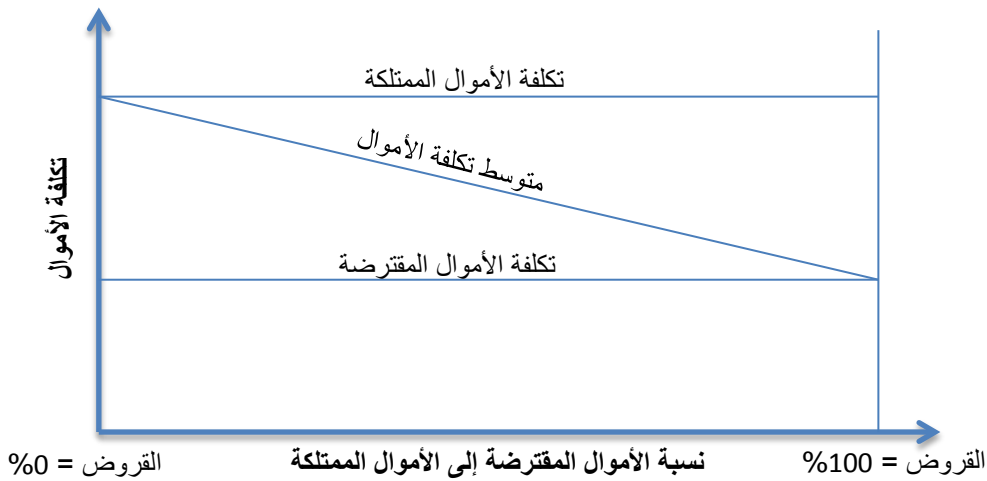 تكلفة الأموال الممتلكة
متوسط تكلفة الأموال
تكلفة الأموال
تكلفة الأموال المقترضة
القروض = 100%
نسبة الأموال المقترضة إلى الأموال الممتلكة
القروض = 0%